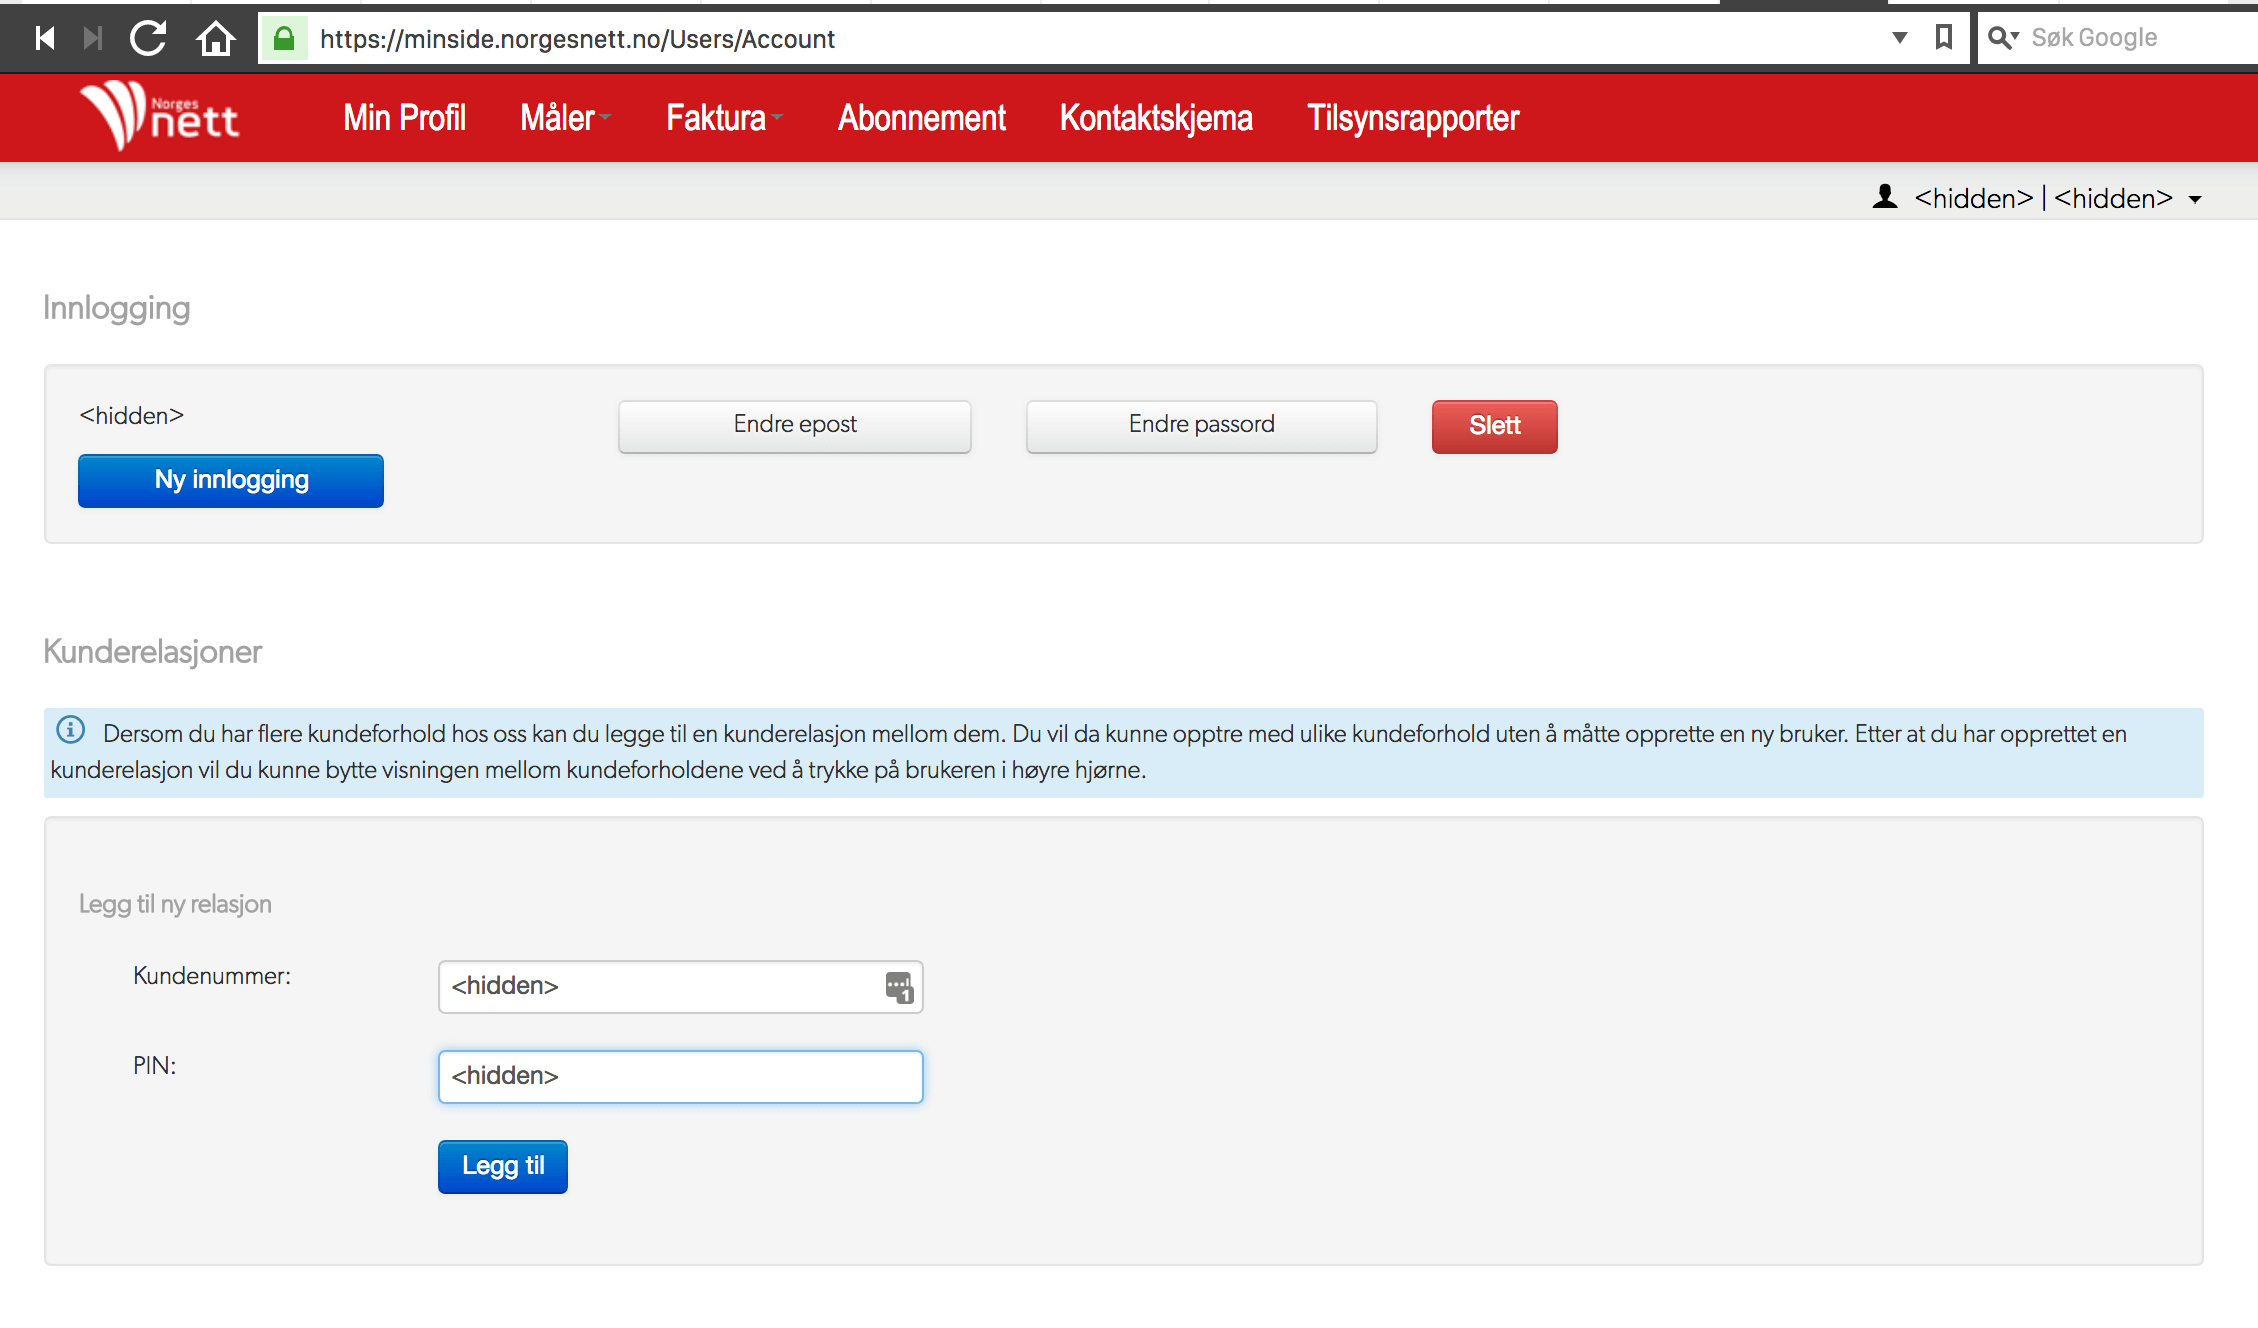 https://minside.norgesnett.no/Users/Account
Søk Google
Norges
nett
Min Profil
Måler
Faktura
Abonnement
Kontaktskjema
Tilsynsrapporter
<hidden> | <hidden>
Innlogging
<hidden>
Endre epost
Endre passord
Slett
Ny innlogging
Kunderelasjoner
Dersom du har flere kundeforhold hos oss kan du legge til en kunderelasjon mellom dem. Du vil da kunne opptre med ulike kundeforhold uten å måtte opprette en ny bruker. Etter at du har opprettet en
kunderelasjon vil du kunne bytte visningen mellom kundeforholdene ved å trykke på brukeren i høyre hjørne.
Legg til ny relasjon
Kundenummer:
<hidden>
1
PIN:
<hidden>
Legg til